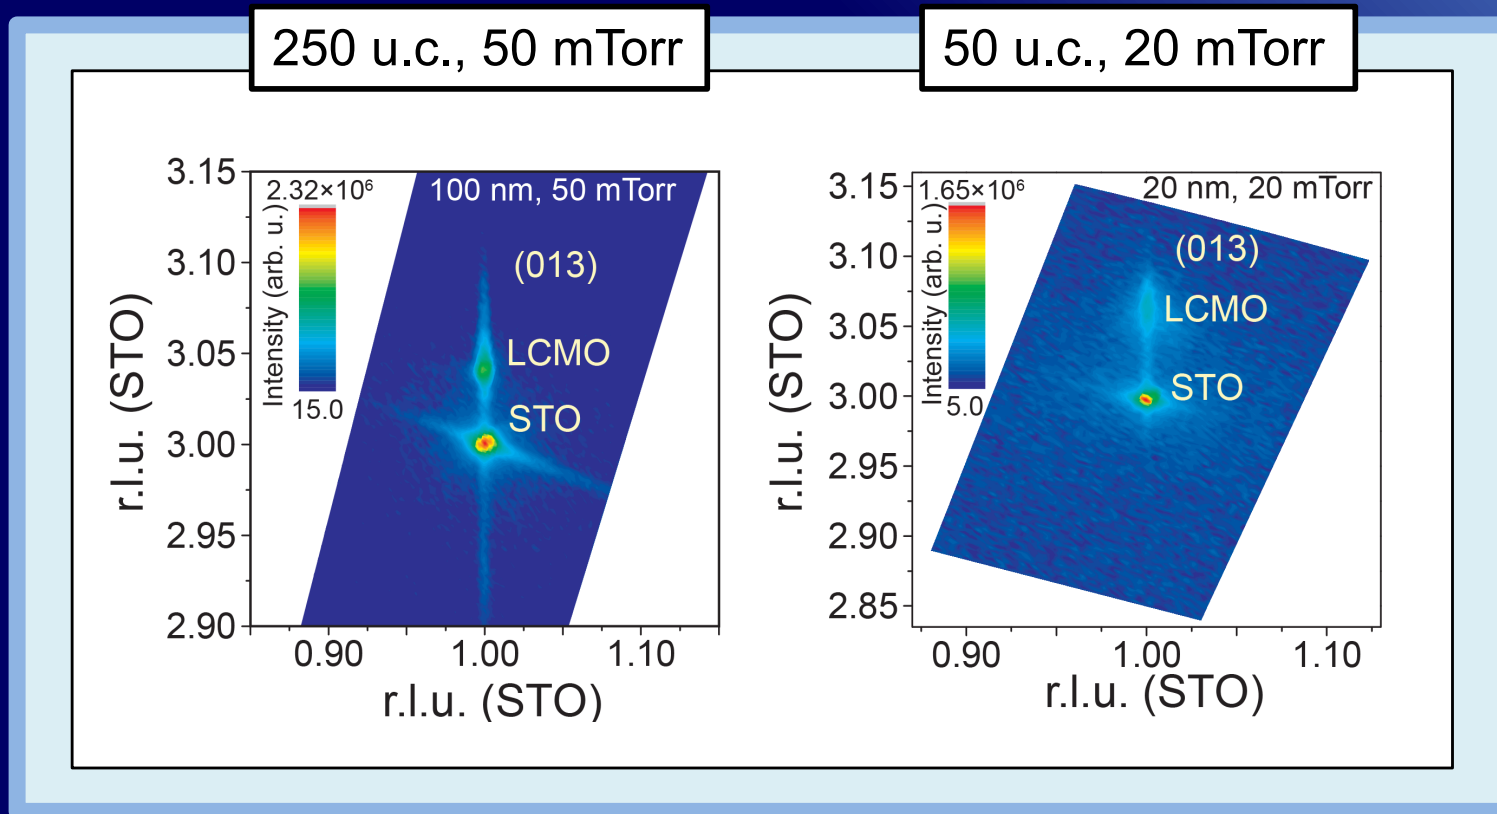 250 u.c., 50 mTorr
50 u.c., 20 mTorr
2.32×10⁶
100 nm, 50 mTorr
(013)
LCMO
STO
Intensity (arb. u.)
15.0
3.15
3.10
3.05
3.00
2.95
2.90
r.l.u. (STO)
0.90
1.00
1.10
r.l.u. (STO)
1.65×10⁶
20 nm, 20 mTorr
(013)
LCMO
STO
Intensity (arb. u.)
5.0
3.15
3.10
3.05
3.00
2.95
2.90
2.85
r.l.u. (STO)
0.90
1.00
1.10
r.l.u. (STO)